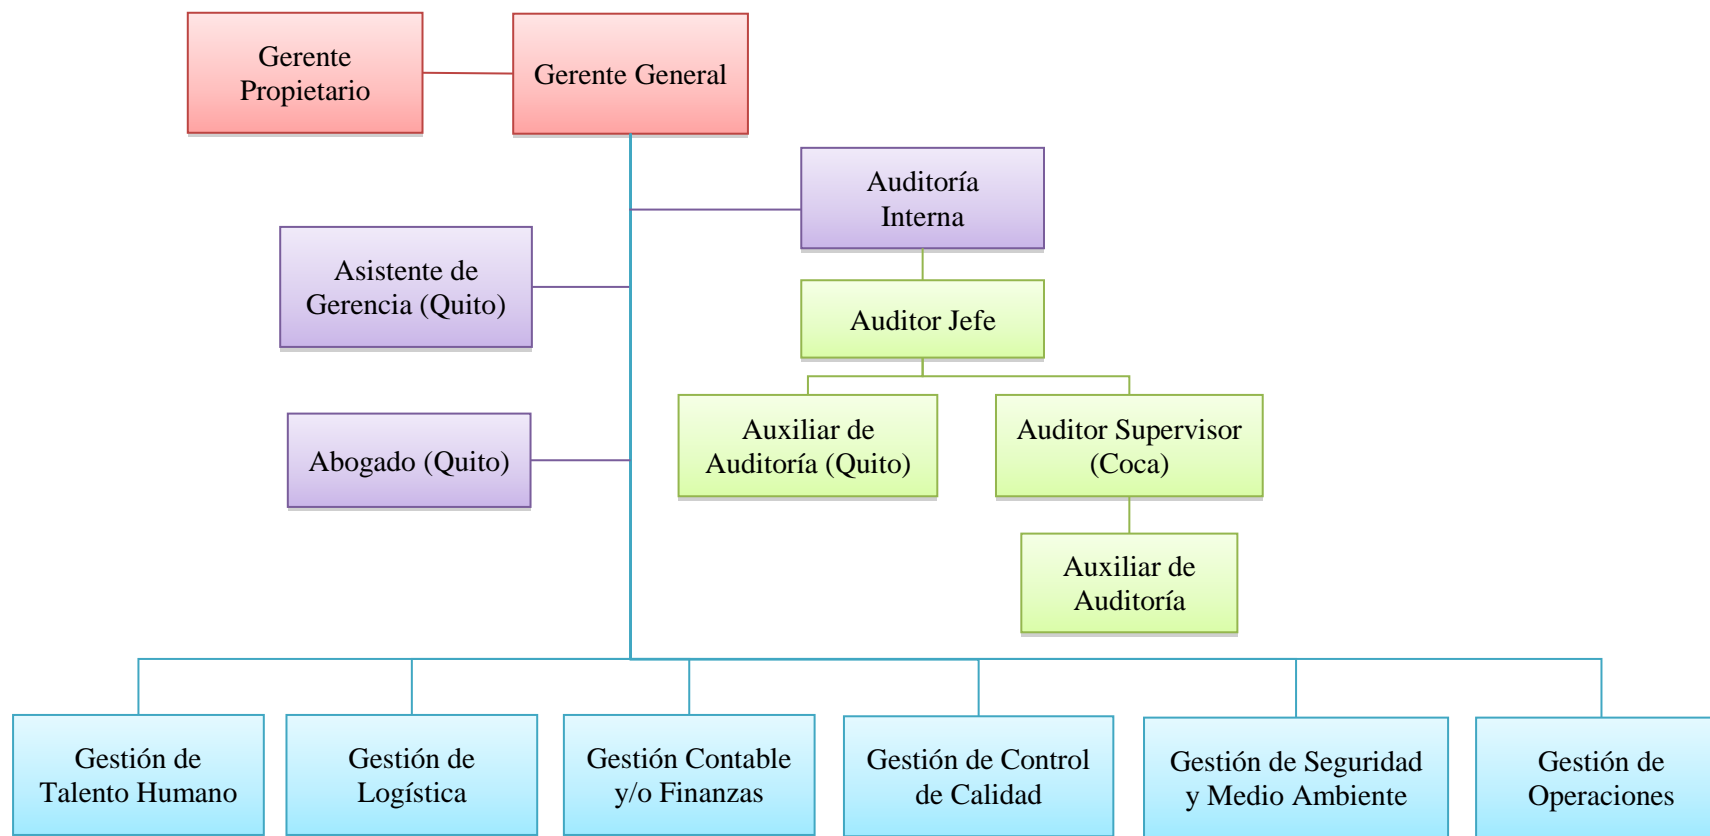 Gerente
Propietario
Gerente General
Auditoría
Interna
Asistente de
Gerencia (Quito)
Auditor Jefe
Abogado (Quito)
Auxiliar de
Auditoría (Quito)
Auditor Supervisor
(Coca)
Auxiliar de
Auditoría
Gestión de
Talento Humano
Gestión de
Logística
Gestión Contable
y/o Finanzas
Gestión de Control
de Calidad
Gestión de Seguridad
y Medio Ambiente
Gestión de
Operaciones